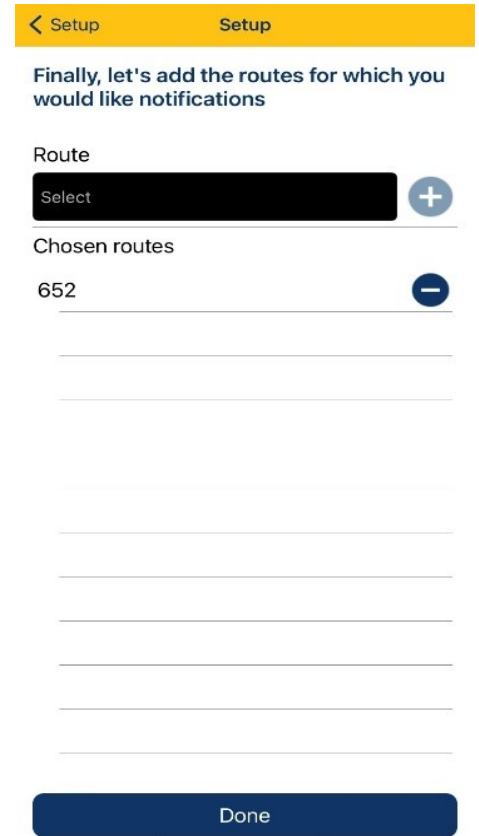 Setup
Setup
Finally, let's add the routes for which you
would like notifications
Route
Select
Chosen routes
652
Done